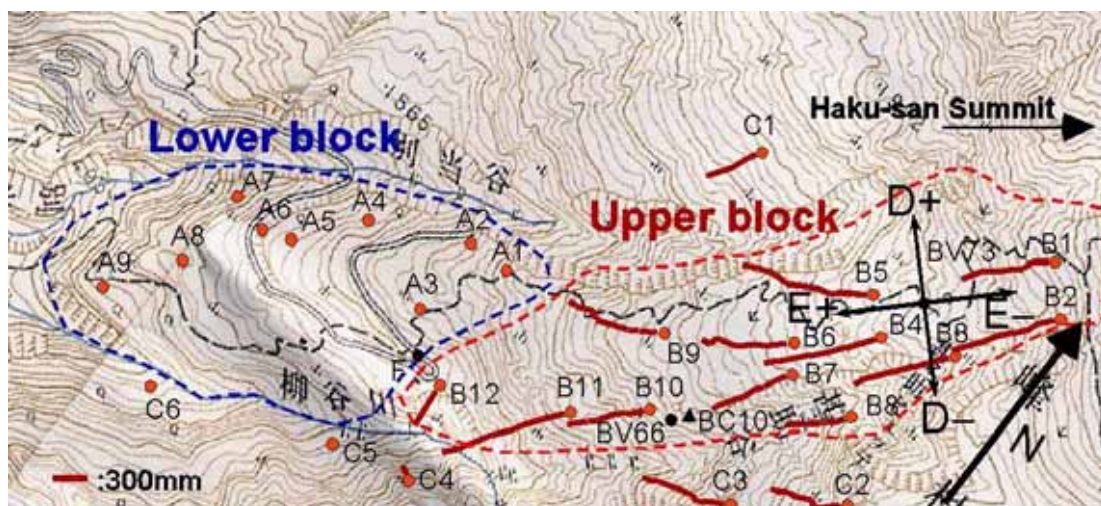 Haku-san Summit
1565
別当谷
Lower block
Upper block
C1
D+
A7
A6
A5
A4
A2
A1
A8
A9
A3
BV73
B1
B5
E+
E-
B2
B4
B8
B6
B9
B7
B12
B11
B10
BV66
BC10
B8
D-
N
柳谷川
C6
C5
C4
C3
C2
:300mm